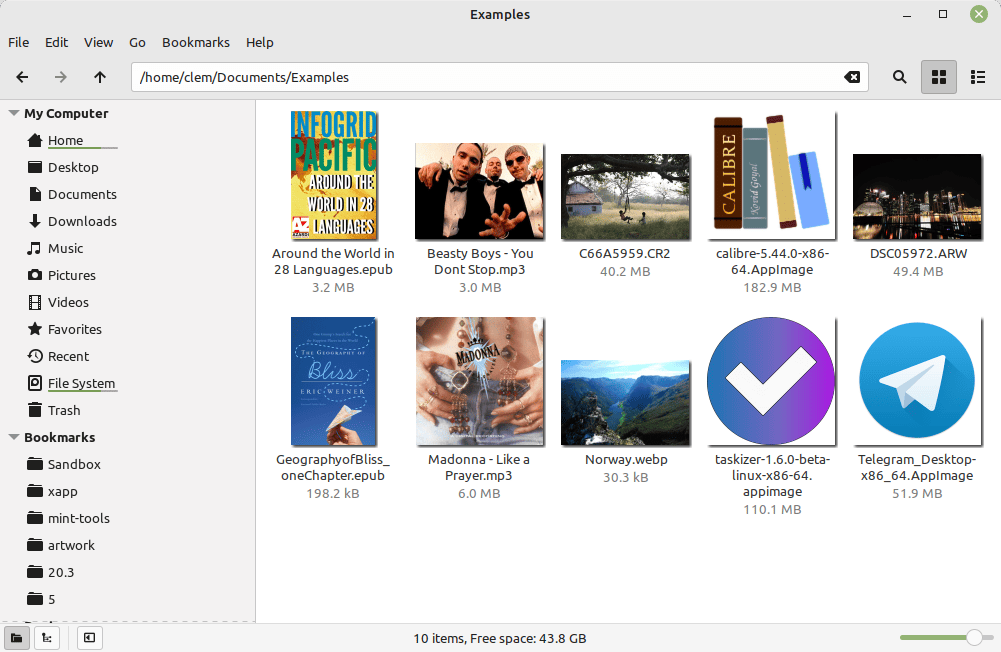 Examples
File Edit View Go Bookmarks Help
/home/clem/Documents/Examples
My Computer
Home
Desktop
Documents
Downloads
Music
Pictures
Videos
Favorites
Recent
File System
Trash
Bookmarks
Sandbox
xapp
mint-tools
artwork
20.3
5
INFOGRID
PACIFIC
AROUND THE
WORLD IN 28
LANGUAGES
AZ
Around the World in
28 Languages.epub
3.2 MB
Beasty Boys - You
Dont Stop.mp3
3.0 MB
C66A5959.CR2
40.2 MB
CALIBRE
Kovid Goyal
calibre-5.44.0-x86-
64.AppImage
182.9 MB
DSC05972.ARW
49.4 MB
THE GEOGRAPHY OF
Bliss
ERIC WEINER
GeographyofBliss_
oneChapter.epub
198.2 kB
MADONNA
Madonna - Like a
Prayer.mp3
6.0 MB
Norway.webp
30.3 kB
taskizer-1.6.0-beta-
linux-x86-64.
appimage
110.1 MB
Telegram_Desktop-
x86_64.AppImage
51.9 MB
10 items, Free space: 43.8 GB